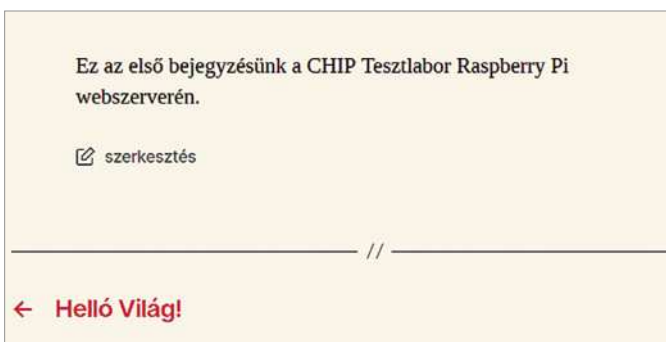 Ez az első bejegyzésünk a CHIP Tesztlabor Raspberry Pi
webszerverén.
szerkesztés
//
← Helló Világ!